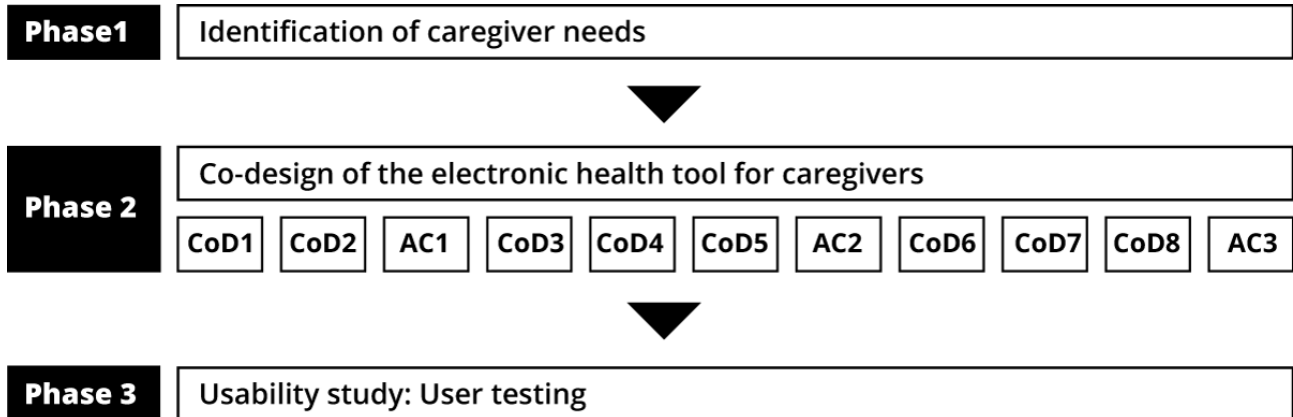 Phase1
Identification of caregiver needs
Phase 2
Co-design of the electronic health tool for caregivers
CoD1 CoD2 AC1 CoD3 CoD4 CoD5 AC2 CoD6 CoD7 CoD8 AC3
Phase 3
Usability study: User testing